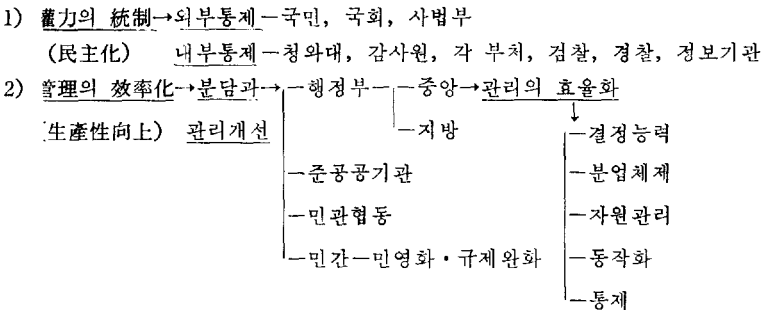 1) 權力의 統制→외부통제—국민, 국회, 사법부
(民主化) 내부통제—청와대, 감사원, 각 부처, 검찰, 경찰, 정보기관
2) 管理의 效率化→분담과→—행정부—중앙→관리의 효율화
[生産性向上) 관리개선 —지방 —결정능력
—준공공기관 —분업체제
—민관협동 —자원관리
—민간—민영화·규제완화 —동작화
—통제